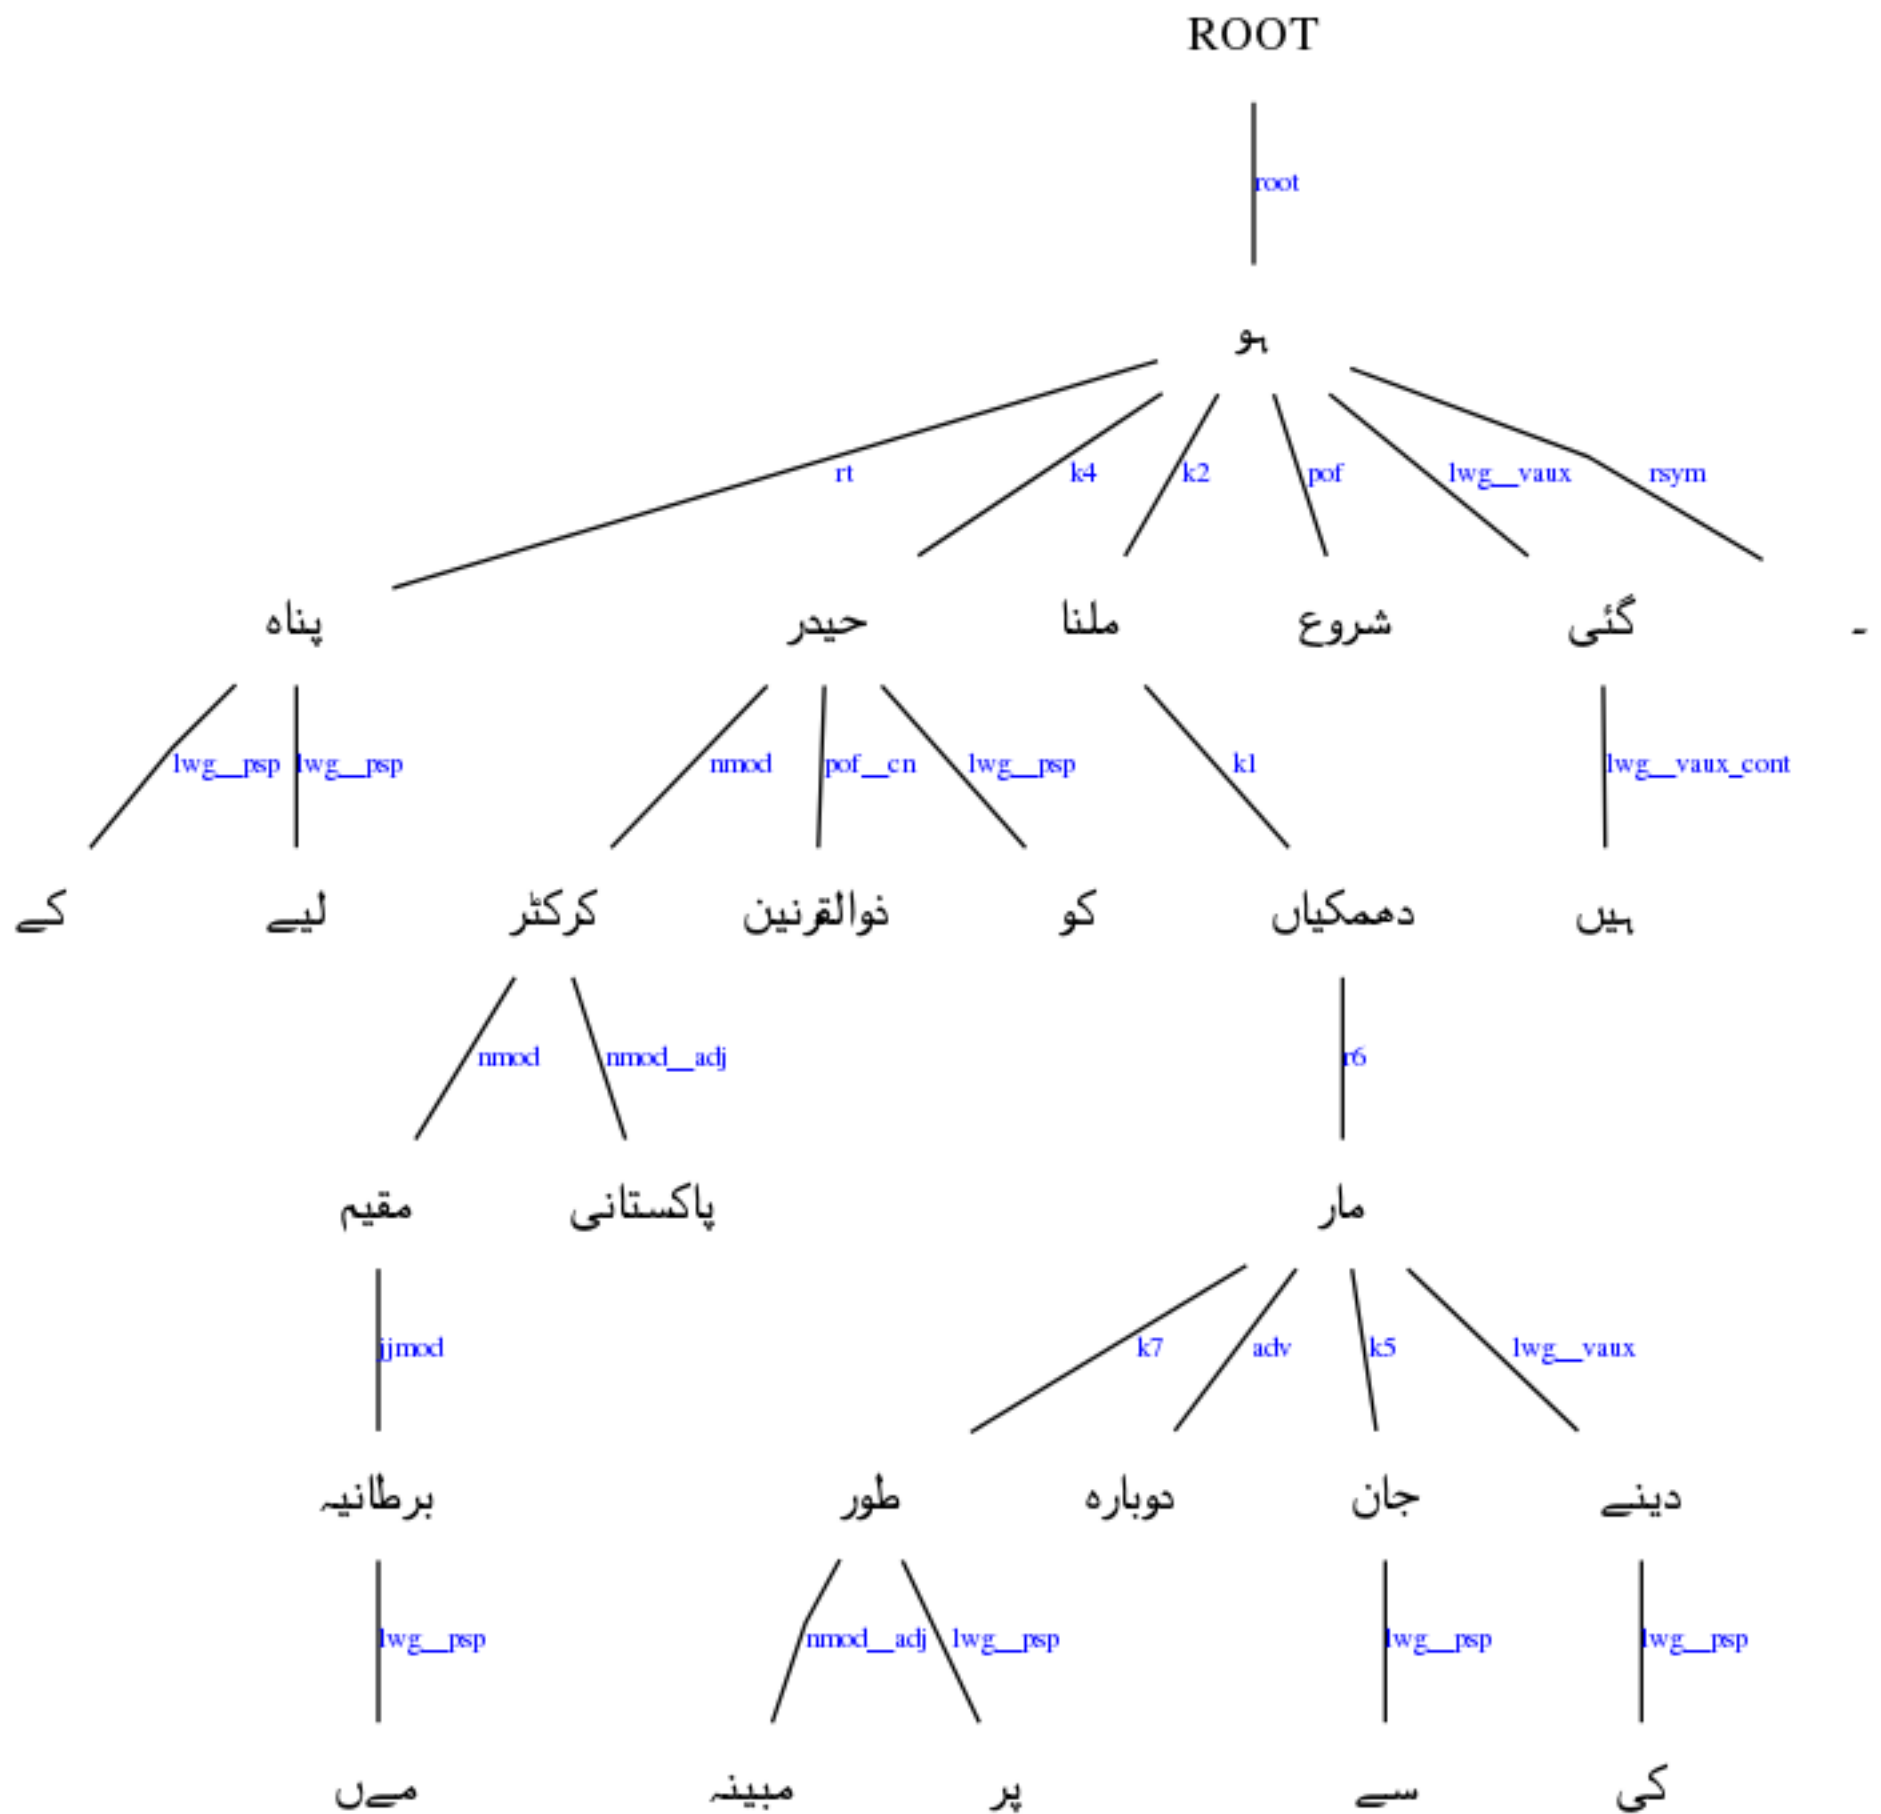 ROOT
root
ہو
rt k4 k2 pof lwg__vaux rsym
پناہ حیدر ملنا شروع گئی ۔
lwg__psp lwg__psp nmod pof__cn lwg__psp k1 lwg__vaux_cont
کے لیے کرکٹر ذوالقرنین کو دھمکیاں ہیں
nmod nmod__adj r6
مقیم پاکستانی مار
jjmod k7 adv k5 lwg__vaux
برطانیہ طور دوبارہ جان دینے
lwg__psp nmod__adj lwg__psp lwg__psp lwg__psp
مےں مبینہ پر سے کی